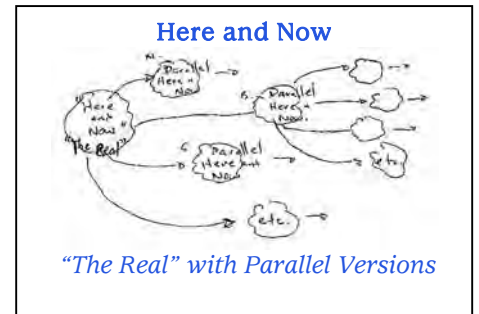 Here and Now
Parallel
Here &
Now
Parallel
Here &
Now.
"Here
and
Now"
"The Real"
Parallel
Here and
Now
etc.
etc.
"The Real" with Parallel Versions